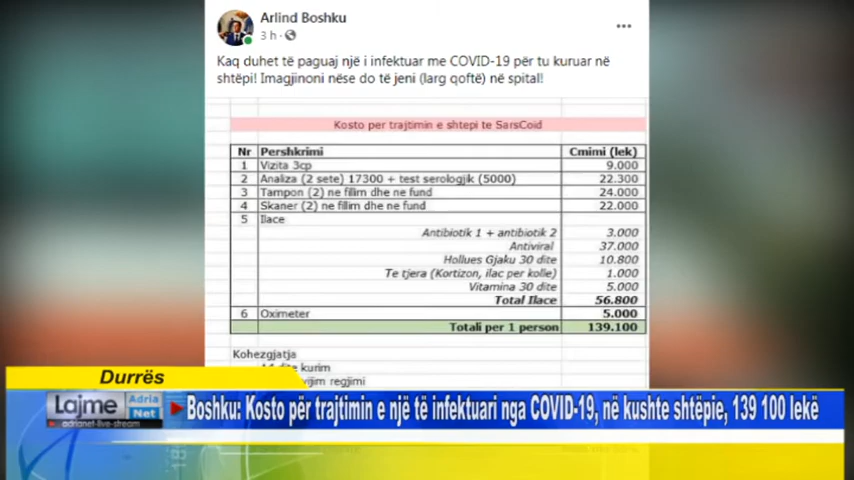 Arlind Boshku
3 h ·
Kaq duhet të paguaj një i infektuar me COVID-19 për tu kuruar në
shtëpi! Imagjinoni nëse do të jeni (larg qoftë) në spital!
Kosto per trajtimin e shtepi te SarsCoid
Nr Pershkrimi Cmimi (lek)
1 Vizita 3cp 9.000
2 Analiza (2 sete) 17300 + test serologjik (5000) 22.300
3 Tampon (2) ne fillim dhe ne fund 24.000
4 Skaner (2) ne fillim dhe ne fund 22.000
5 Ilace
Antibiotik 1 + antibiotik 2 3.000
Antiviral 37.000
Hollues Gjaku 30 dite 10.800
Te tjera (Kortizon, ilac per kolle) 1.000
Vitamina 30 dite 5.000
Total Ilace 56.800
6 Oximeter 5.000
Totali per 1 person 139.100
Kohezgjatja
dite kurim
regjimi
Durrës
Lajme Adria Net
adrianet-live-stream
Boshku: Kosto për trajtimin e një të infektuari nga COVID-19, në kushte shtëpie, 139 100 lekë